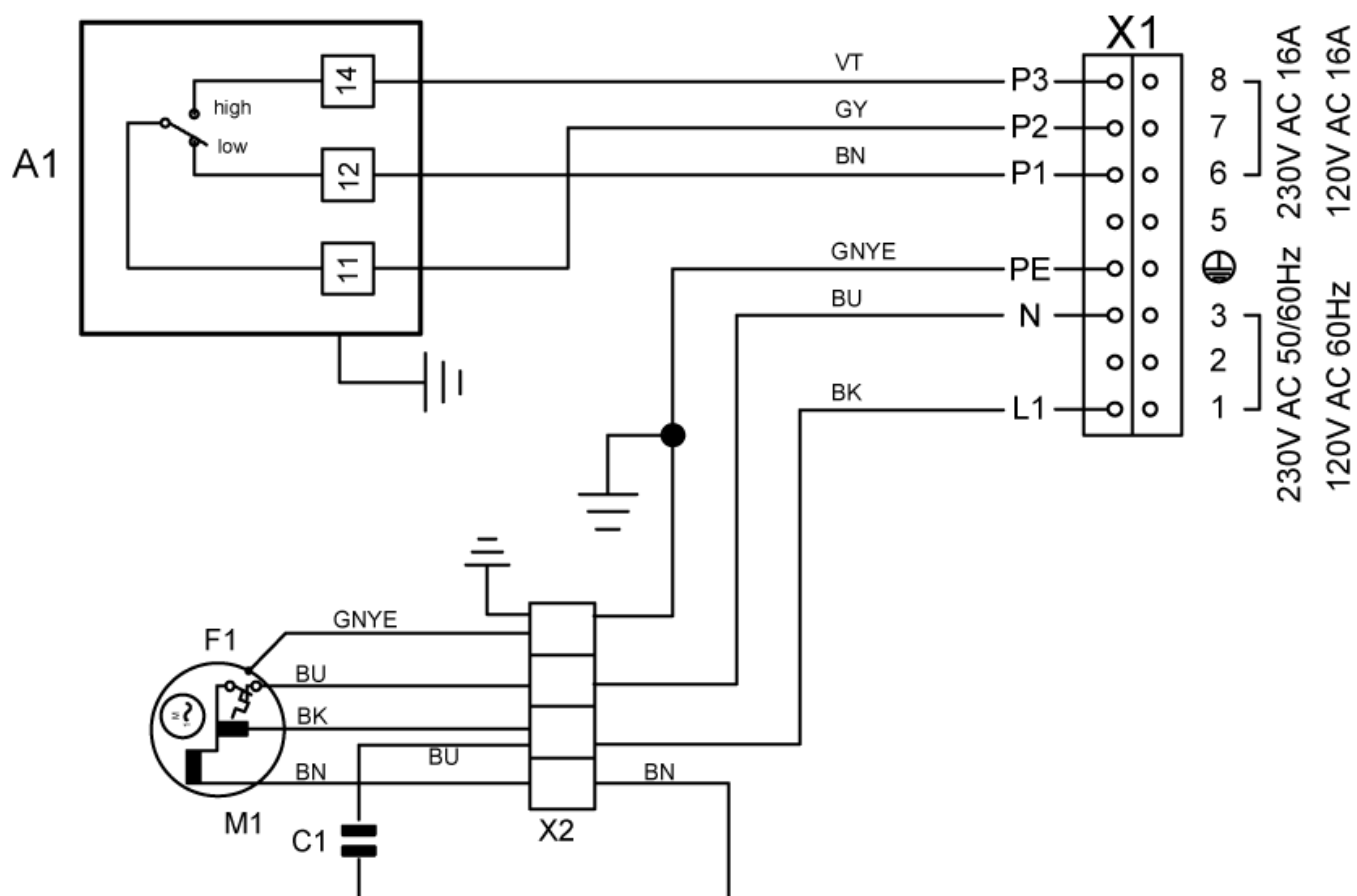 X1
A1
14
high
low
12
11
VT
GY
BN
GNYE
BU
BK
P3
P2
P1
PE
N
L1
8
7
6
5
3
2
1
230V AC 16A
120V AC 16A
230V AC 50/60Hz
120V AC 60Hz
F1
GNYE
BU
BK
BU
BN
BN
M1
C1
X2